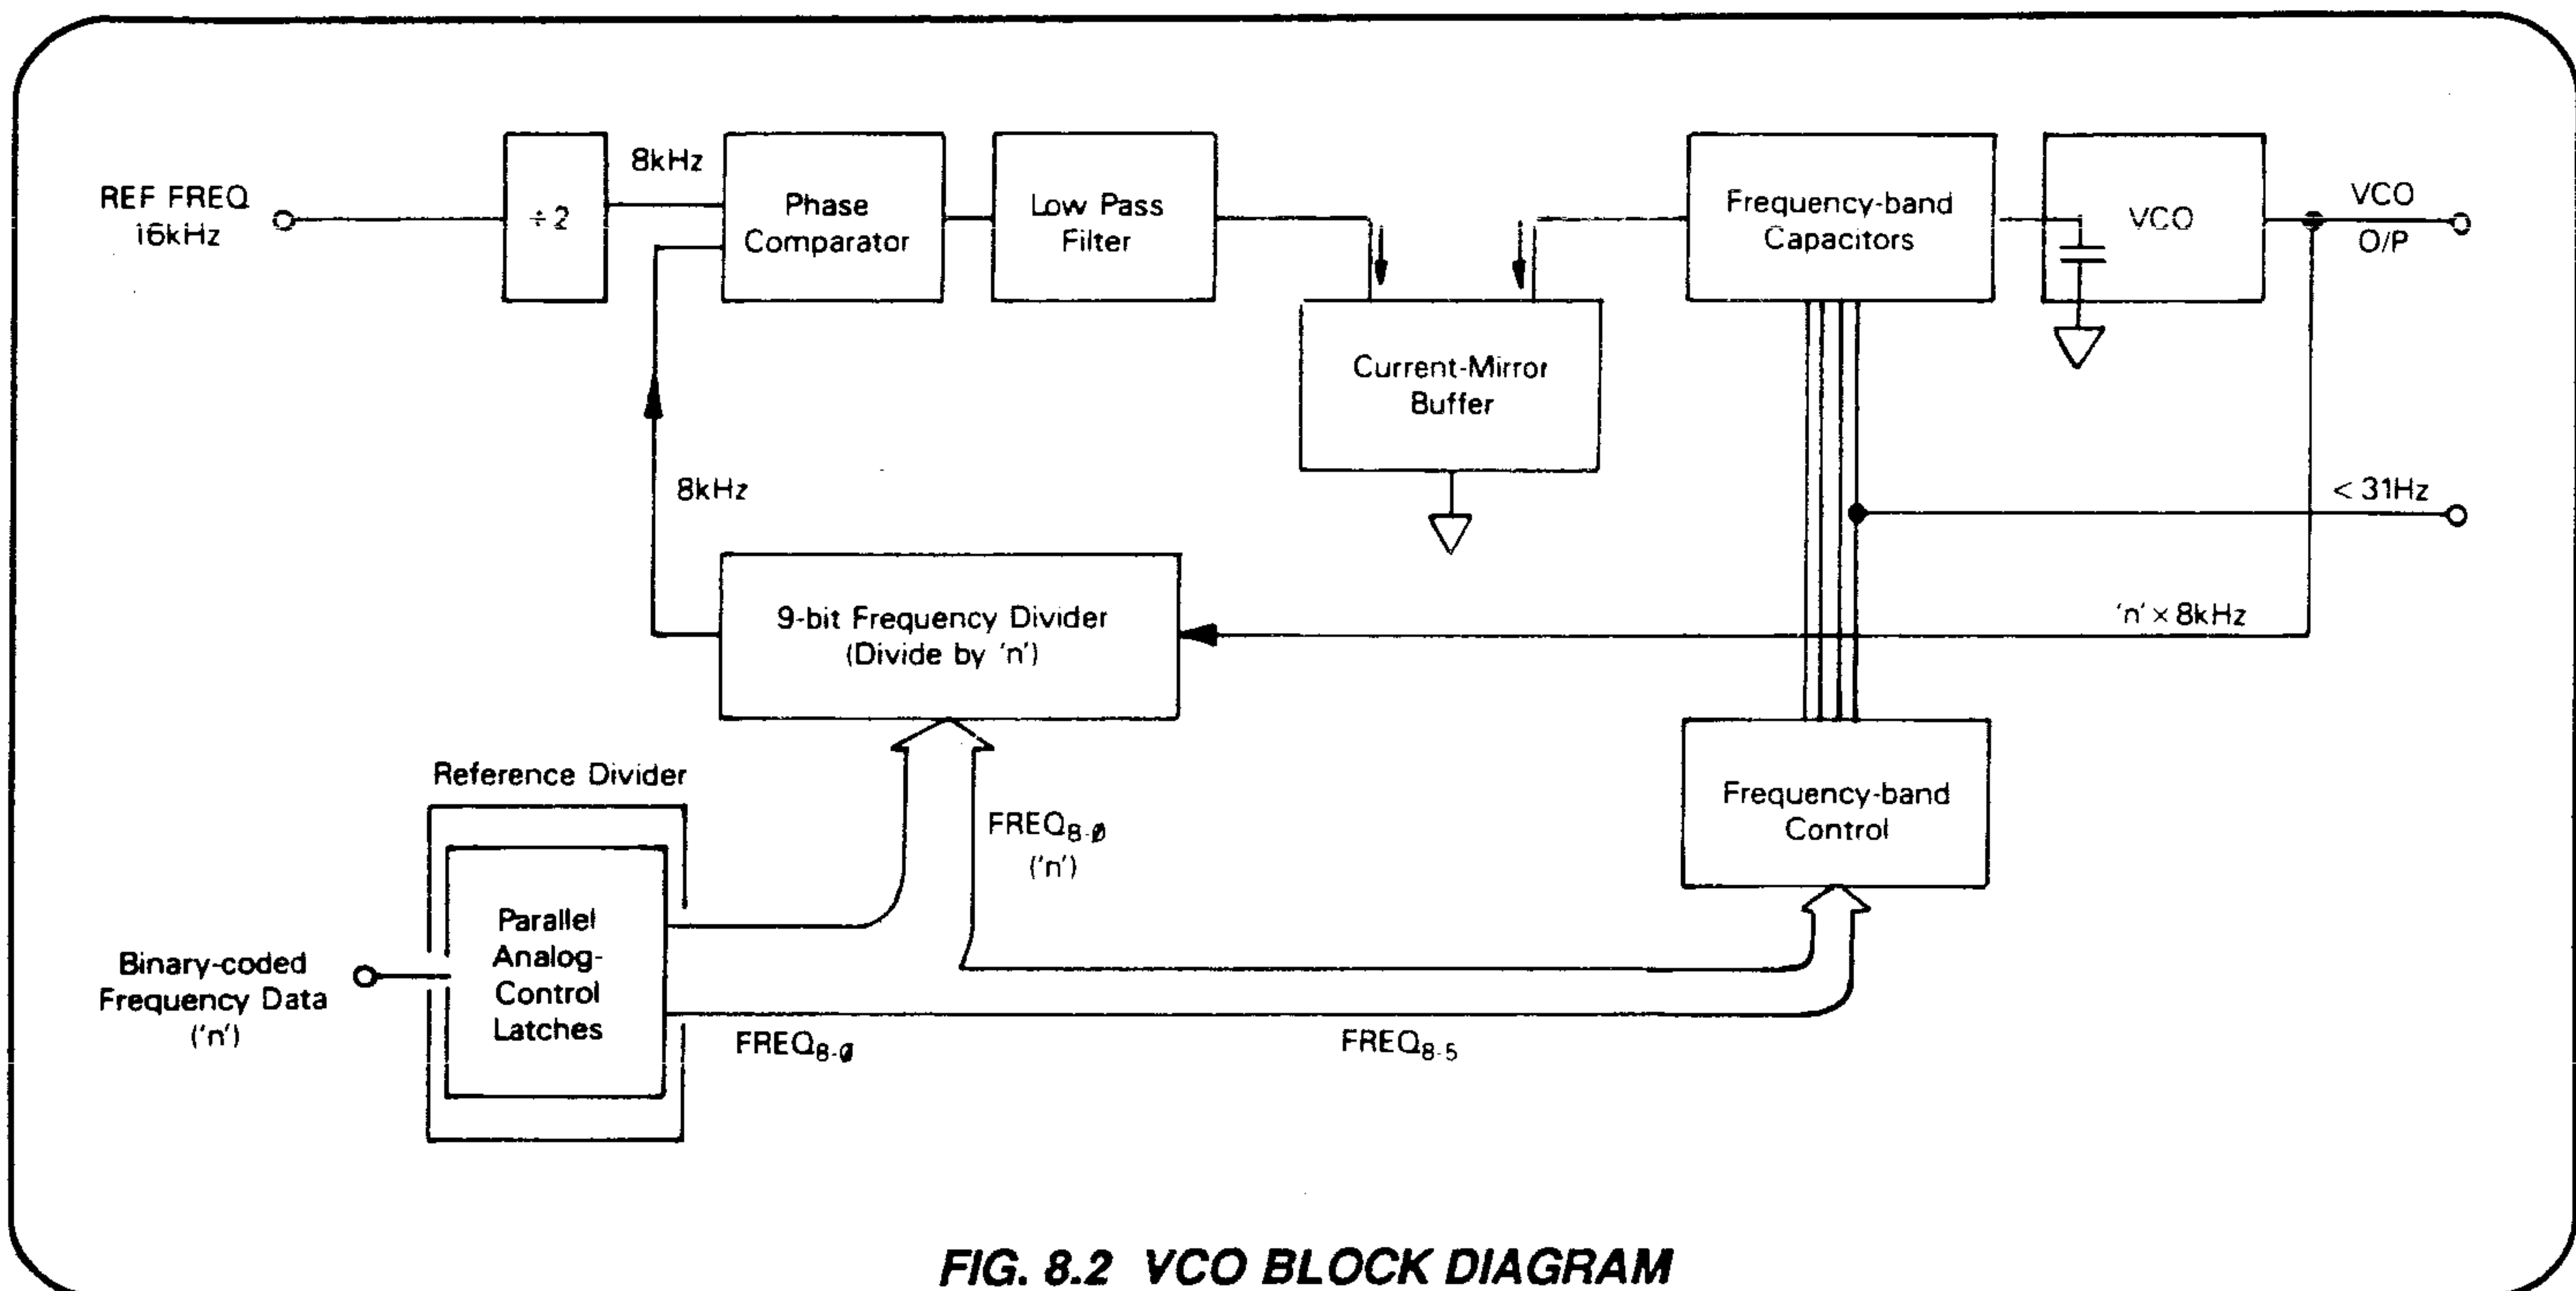 REF FREQ
16kHz
÷2
8kHz
Phase
Comparator
Low Pass
Filter
Frequency-band
Capacitors
VCO
VCO
O/P
Current-Mirror
Buffer
8kHz
<31Hz
'n' × 8kHz
9-bit Frequency Divider
(Divide by 'n')
Reference Divider
FREQ8-0
('n')
Frequency-band
Control
Parallel
Analog-
Control
Latches
Binary-coded
Frequency Data
('n')
FREQ8-0
FREQ8-5
FIG. 8.2 VCO BLOCK DIAGRAM